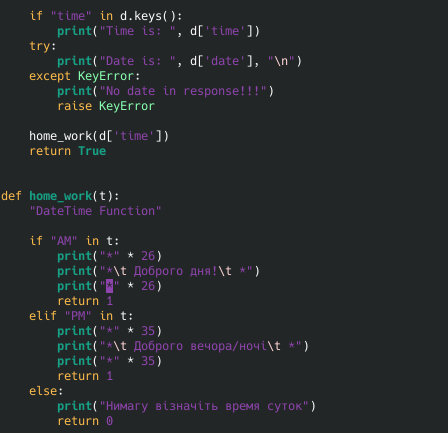 if "time" in d.keys():
print("Time is: ", d['time'])
try:
print("Date is: ", d['date'], "\n")
except KeyError:
print("No date in response!!!")
raise KeyError
home_work(d['time'])
return True
def home_work(t):
"DateTime Function"
if "AM" in t:
print("*" * 26)
print("*\t Доброго дня!\t *")
print("*" * 26)
return 1
elif "PM" in t:
print("*" * 35)
print("*\t Доброго вечора/ночі\t *")
print("*" * 35)
return 1
else:
print("Нимагу візначіть время суток")
return 0